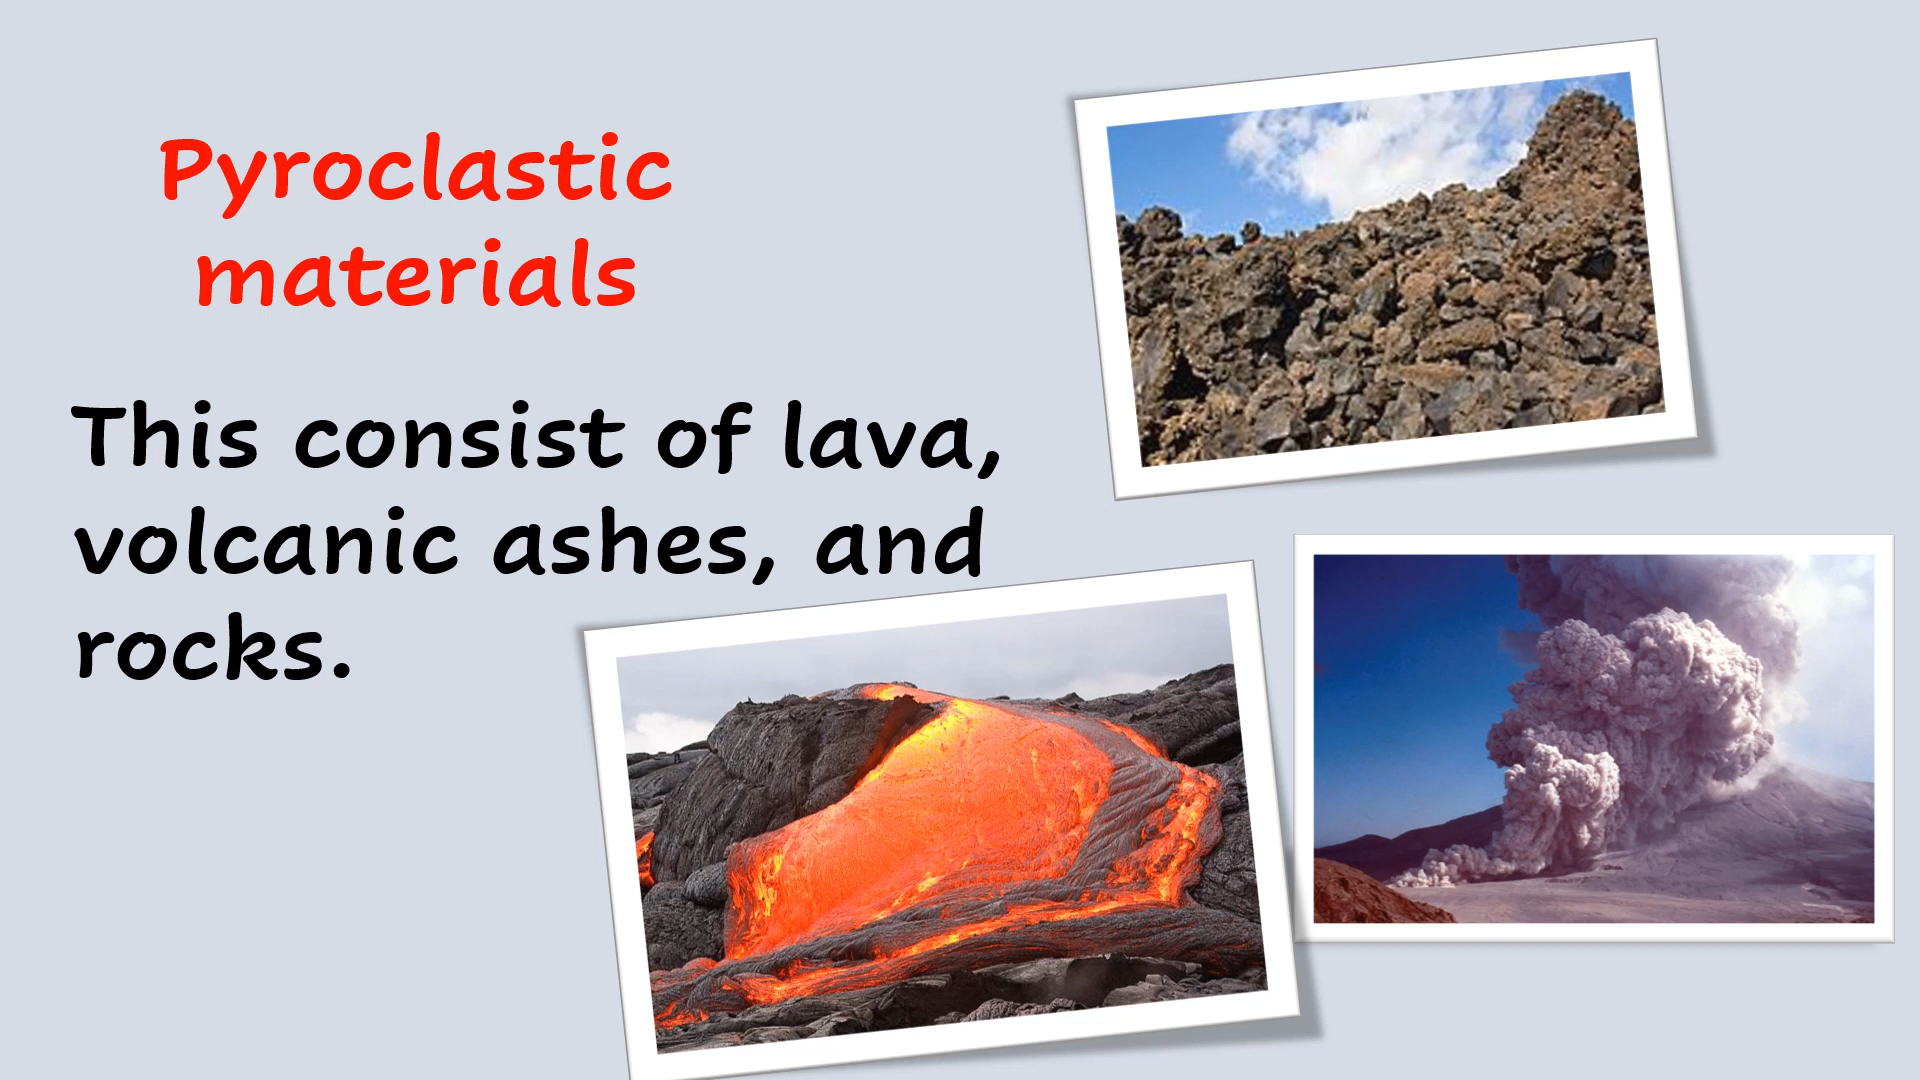 Pyroclastic
materials
This consist of lava,
volcanic ashes, and
rocks.